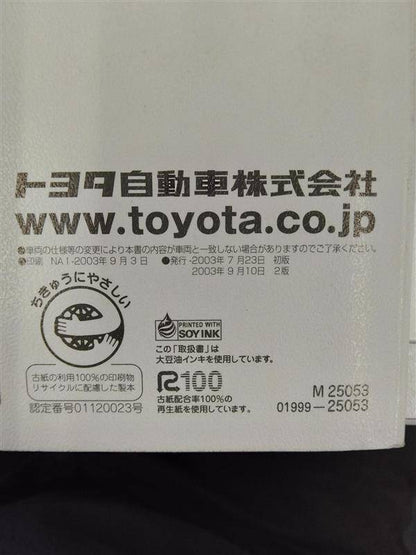 トヨタ自動車株式会社
www.toyota.co.jp
●車両の仕様等の変更により本書の内容が車両と一致しない場合がありますのでご了承ください。
●印刷 NA1-2003年9月3日 ●発行-2003年7月23日 初版
2003年9月10日 2版
ちきゅうにやさしい
PRINTED WITH
SOY INK
この「取扱書」は
大豆油インキを使用しています。
古紙の利用100%の印刷物
リサイクルに配慮した製本
認定番号01120023号
R100
古紙配合率100%の
再生紙を使用しています。
M 25053
01999-25053